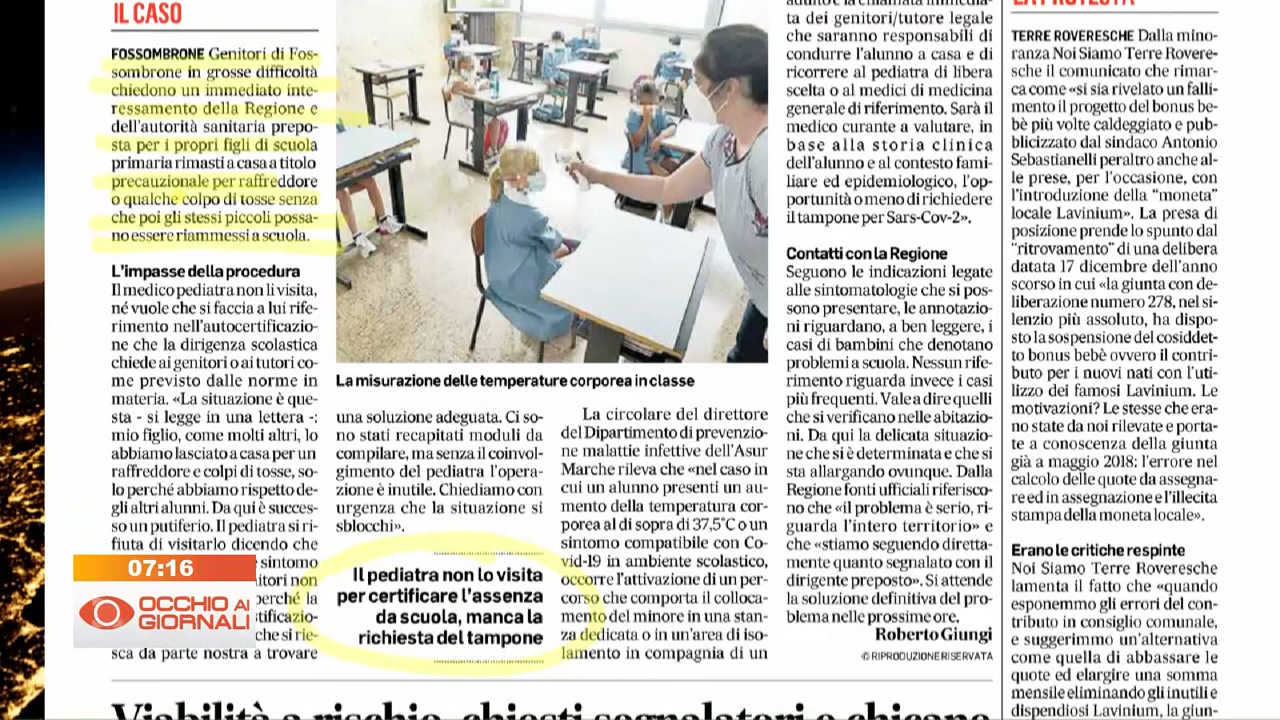 IL CASO
FOSSOMBRONE Genitori di Fos-
sombrone in grosse difficoltà
chiedono un immediato inte-
ressamento della Regione e
dell'autorità sanitaria prepo-
sta per i propri figli di scuola
primaria rimasti a casa a titolo
precauzionale per raffreddore
o qualche colpo di tosse senza
che poi gli stessi piccoli possa-
no essere riammessi a scuola.
L'impasse della procedura
Il medico pediatra non li visita,
né vuole che si faccia a lui rife-
rimento nell'autocertificazio-
ne che la dirigenza scolastica
chiede ai genitori o ai tutori co-
me previsto dalle norme in
materia. «La situazione è que-
sta - si legge in una lettera -:
mio figlio, come molti altri, lo
abbiamo lasciato a casa per un
raffreddore e colpi di tosse, so-
lo perché abbiamo rispetto de-
gli altri alunni. Da qui è succes-
so un putiferio. Il pediatra si ri-
fiuta di visitarlo dicendo che
sintomo
itori non
perché la
tificazio-
che si rie-
sca da parte nostra a trovare
07:16
OCCHIO AI
GIORNALI
La misurazione delle temperature corporea in classe
una soluzione adeguata. Ci so-
no stati recapitati moduli da
compilare, ma senza il coinvol-
gimento del pediatra l'opera-
zione è inutile. Chiediamo con
urgenza che la situazione si
sblocchi».
Il pediatra non lo visita
per certificare l'assenza
da scuola, manca la
richiesta del tampone
La circolare del direttore
del Dipartimento di prevenzio-
ne malattie infettive dell'Asur
Marche rileva che «nel caso in
cui un alunno presenti un au-
mento della temperatura cor-
porea al di sopra di 37,5°C o un
sintomo compatibile con Co-
vid-19 in ambiente scolastico,
occorre l'attivazione di un per-
corso che comporta il colloca-
mento del minore in una stan-
za dedicata o in un'area di iso-
lamento in compagnia di un
ta dei genitori/tutore legale
che saranno responsabili di
condurre l'alunno a casa e di
ricorrere al pediatra di libera
scelta o al medici di medicina
generale di riferimento. Sarà il
medico curante a valutare, in
base alla storia clinica
dell'alunno e al contesto fami-
liare ed epidemiologico, l'op-
portunità o meno di richiedere
il tampone per Sars-Cov-2».
Contatti con la Regione
Seguono le indicazioni legate
alle sintomatologie che si pos-
sono presentare, le annotazio-
ni riguardano, a ben leggere, i
casi di bambini che denotano
problemi a scuola. Nessun rife-
rimento riguarda invece i casi
più frequenti. Vale a dire quelli
che si verificano nelle abitazio-
ni. Da qui la delicata situazio-
ne che si è determinata e che si
sta allargando ovunque. Dalla
Regione fonti ufficiali riferisco-
no che «il problema è serio, ri-
guarda l'intero territorio» e
che «stiamo seguendo diretta-
mente quanto segnalato con il
dirigente preposto». Si attende
la soluzione definitiva del pro-
blema nelle prossime ore.
Roberto Giungi
© RIPRODUZIONE RISERVATA
LA PROTESTA
TERRE ROVERESCHE Dalla mino-
ranza Noi Siamo Terre Rovere-
sche il comunicato che rimar-
ca come «si sia rivelato un falli-
mento il progetto del bonus be-
bè più volte caldeggiato e pub-
blicizzato dal sindaco Antonio
Sebastianelli peraltro anche al-
le prese, per l'occasione, con
l'introduzione della “moneta”
locale Lavinium». La presa di
posizione prende lo spunto dal
“ritrovamento” di una delibera
datata 17 dicembre dell'anno
scorso in cui «la giunta con de-
liberazione numero 278, nel si-
lenzio più assoluto, ha dispo-
sto la sospensione del cosiddet-
to bonus bebè ovvero il contri-
buto per i nuovi nati con l'uti-
lizzo dei famosi Lavinium. Le
motivazioni? Le stesse che era-
no state da noi rilevate e porta-
te a conoscenza della giunta
già a maggio 2018: l'errore nel
calcolo delle quote da assegna-
re ed in assegnazione e l'illecita
stampa della moneta locale».
Erano le critiche respinte
Noi Siamo Terre Roveresche
lamenta il fatto che «quando
esponemmo gli errori del con-
tributo in consiglio comunale,
e suggerimmo un'alternativa
come quella di abbassare le
quote ed elargire una somma
mensile eliminando gli inutili e
dispendiosi Lavinium, la giun-
Viabilità a rischio, chiesti segnalatori e chicane